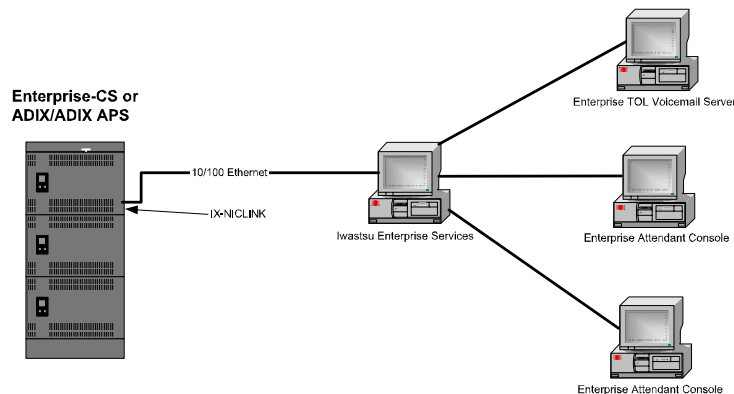 Enterprise TOL Voicemail Server
Enterprise-CS or
ADIX/ADIX APS
10/100 Ethernet
IX-NICLINK
Iwastsu Enterprise Services
Enterprise Attendant Console
Enterprise Attendant Console